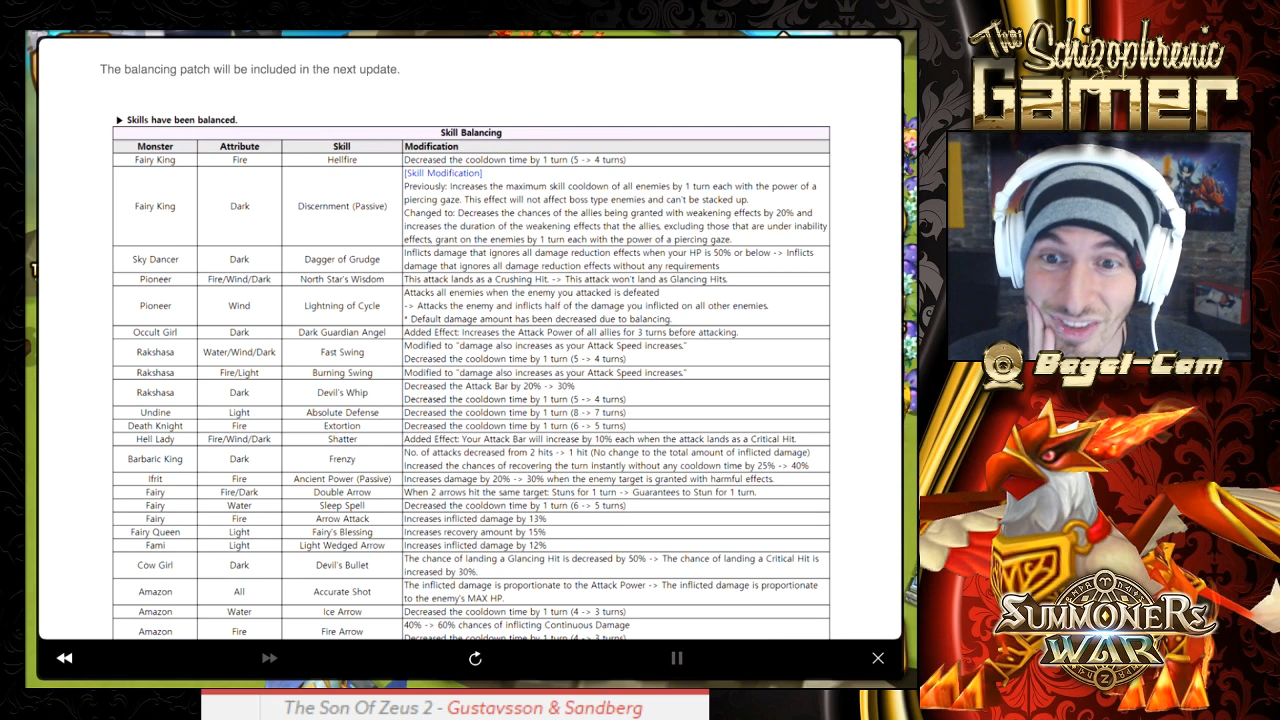 The balancing patch will be included in the next update.
▶ Skills have been balanced.
Skill Balancing
Monster Attribute Skill Modification
Fairy King Fire Hellfire Decreased the cooldown time by 1 turn (5 -> 4 turns)
[Skill Modification]
Previously: Increases the maximum skill cooldown of all enemies by 1 turn each with the power of a
piercing gaze. This effect will not affect boss type enemies and can't be stacked up.
Fairy King Dark Discernment (Passive)
Changed to: Decreases the chances of the allies being granted with weakening effects by 20% and
increases the duration of the weakening effects that the allies, excluding those that are under inability
effects, grant on the enemies by 1 turn each with the power of a piercing gaze.
Sky Dancer Dark Dagger of Grudge
Inflicts damage that ignores all damage reduction effects when your HP is 50% or below -> Inflicts
damage that ignores all damage reduction effects without any requirements
Pioneer Fire/Wind/Dark North Star's Wisdom This attack lands as a Crushing Hit. -> This attack won't land as Glancing Hits.
Pioneer Wind Lightning of Cycle
Attacks all enemies when the enemy you attacked is defeated
-> Attacks the enemy and inflicts half of the damage you inflicted on all other enemies.
* Default damage amount has been decreased due to balancing.
Occult Girl Dark Dark Guardian Angel Added Effect: Increases the Attack Power of all allies for 3 turns before attacking.
Rakshasa Water/Wind/Dark Fast Swing
Modified to "damage also increases as your Attack Speed increases."
Decreased the cooldown time by 1 turn (5 -> 4 turns)
Rakshasa Fire/Light Burning Swing Modified to "damage also increases as your Attack Speed increases."
Rakshasa Dark Devil's Whip
Decreased the Attack Bar by 20% -> 30%
Decreased the cooldown time by 1 turn (5 -> 4 turns)
Undine Light Absolute Defense Decreased the cooldown time by 1 turn (8 -> 7 turns)
Death Knight Fire Extortion Decreased the cooldown time by 1 turn (6 -> 5 turns)
Hell Lady Fire/Wind/Dark Shatter Added Effect: Your Attack Bar will increase by 10% each when the attack lands as a Critical Hit.
Barbaric King Dark Frenzy
No. of attacks decreased from 2 hits -> 1 hit (No change to the total amount of inflicted damage)
Increased the chances of recovering the turn instantly without any cooldown time by 25% -> 40%
Ifrit Fire Ancient Power (Passive) Increases damage by 20% -> 30% when the enemy target is granted with harmful effects.
Fairy Fire/Dark Double Arrow When 2 arrows hit the same target: Stuns for 1 turn -> Guarantees to Stun for 1 turn.
Fairy Water Sleep Spell Decreased the cooldown time by 1 turn (6 -> 5 turns)
Fairy Fire Arrow Attack Increases inflicted damage by 13%
Fairy Queen Light Fairy's Blessing Increases recovery amount by 15%
Fami Light Light Wedged Arrow Increases inflicted damage by 12%
Cow Girl Dark Devil's Bullet
The chance of landing a Glancing Hit is decreased by 50% -> The chance of landing a Critical Hit is
increased by 30%.
Amazon All Accurate Shot
The inflicted damage is proportionate to the Attack Power -> The inflicted damage is proportionate
to the enemy's MAX HP.
Amazon Water Ice Arrow Decreased the cooldown time by 1 turn (4 -> 3 turns)
Amazon Fire Fire Arrow
40% -> 60% chances of inflicting Continuous Damage
Decreased the cooldown time by 1 turn (4 -> 3 turns)
The Son Of Zeus 2 - Gustavsson & Sandberg
The
Schizophrenic
Gamer
Bagel-Cam
SUMMONERS
WAR